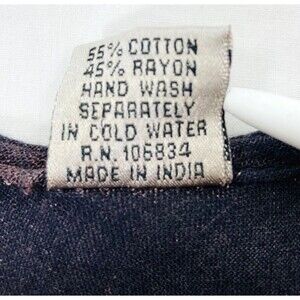 55% COTTON
45% RAYON
HAND WASH
SEPARATELY
IN COLD WATER
R.N. 106834
MADE IN INDIA